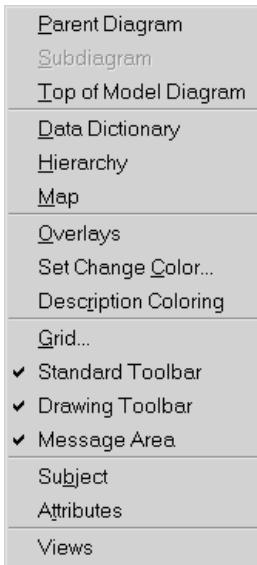 Parent Diagram
Subdiagram
Top of Model Diagram
Data Dictionary
Hierarchy
Map
Overlays
Set Change Color...
Description Coloring
Grid...
Standard Toolbar
Drawing Toolbar
Message Area
Subject
Attributes
Views